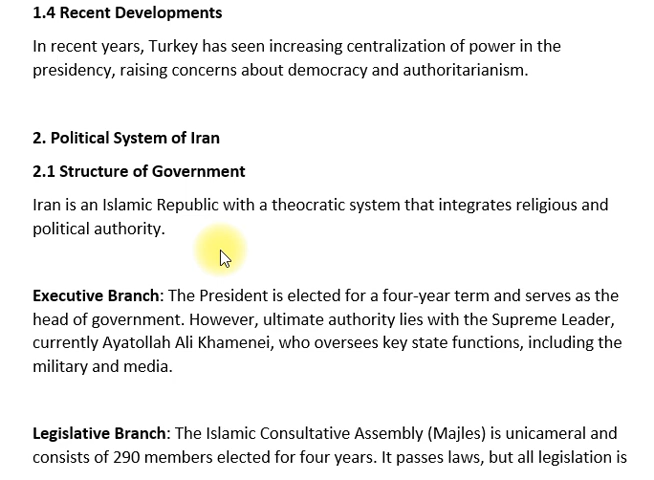 1.4 Recent Developments
In recent years, Turkey has seen increasing centralization of power in the
presidency, raising concerns about democracy and authoritarianism.
2. Political System of Iran
2.1 Structure of Government
Iran is an Islamic Republic with a theocratic system that integrates religious and
political authority.
Executive Branch: The President is elected for a four-year term and serves as the
head of government. However, ultimate authority lies with the Supreme Leader,
currently Ayatollah Ali Khamenei, who oversees key state functions, including the
military and media.
Legislative Branch: The Islamic Consultative Assembly (Majles) is unicameral and
consists of 290 members elected for four years. It passes laws, but all legislation is